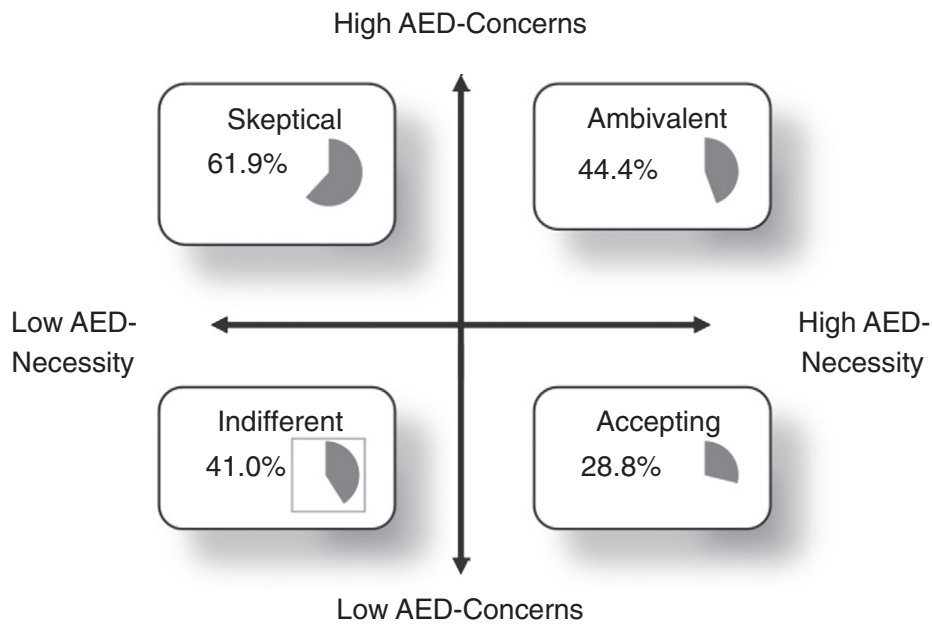 High AED-Concerns
Skeptical
61.9%
Ambivalent
44.4%
Low AED-
Necessity
High AED-
Necessity
Indifferent
41.0%
Accepting
28.8%
Low AED-Concerns